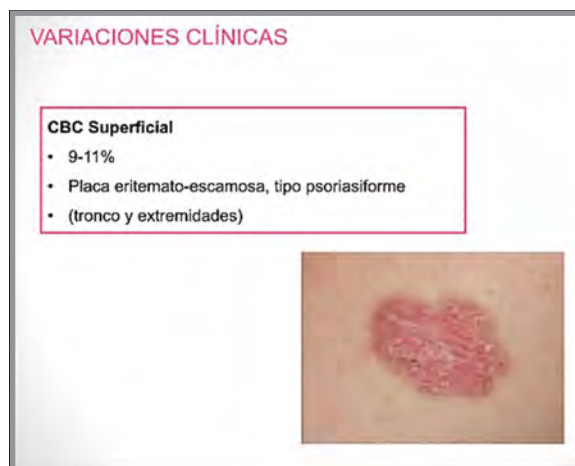 VARIACIONES CLÍNICAS
CBC Superficial
• 9-11%
• Placa eritemato-escamosa, tipo psoriasiforme
• (tronco y extremidades)